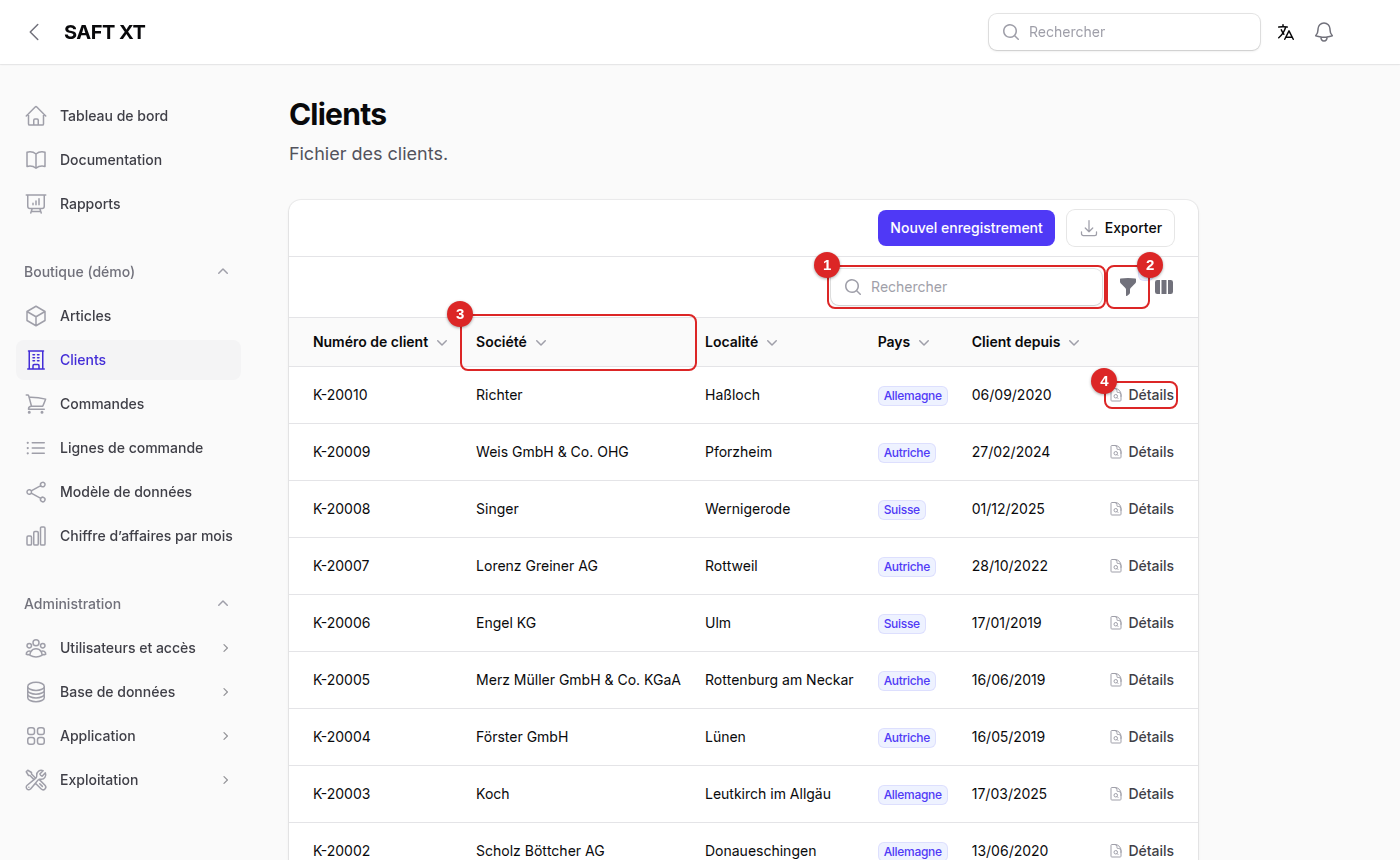 SAFT XT
Rechercher
Tableau de bord
Documentation
Rapports
Boutique (démo)
Articles
Clients
Commandes
Lignes de commande
Modèle de données
Chiffre d’affaires par mois
Administration
Utilisateurs et accès
Base de données
Application
Exploitation
Clients
Fichier des clients.
Nouvel enregistrement
Exporter
1
Rechercher
2
3
Numéro de client Société Localité Pays Client depuis
4
K-20010 Richter Haßloch Allemagne 06/09/2020 Détails
K-20009 Weis GmbH & Co. OHG Pforzheim Autriche 27/02/2024 Détails
K-20008 Singer Wernigerode Suisse 01/12/2025 Détails
K-20007 Lorenz Greiner AG Rottweil Autriche 28/10/2022 Détails
K-20006 Engel KG Ulm Suisse 17/01/2019 Détails
K-20005 Merz Müller GmbH & Co. KGaA Rottenburg am Neckar Autriche 16/06/2019 Détails
K-20004 Förster GmbH Lünen Autriche 16/05/2019 Détails
K-20003 Koch Leutkirch im Allgäu Allemagne 17/03/2025 Détails
K-20002 Scholz Böttcher AG Donaueschingen Allemagne 13/06/2020 Détails